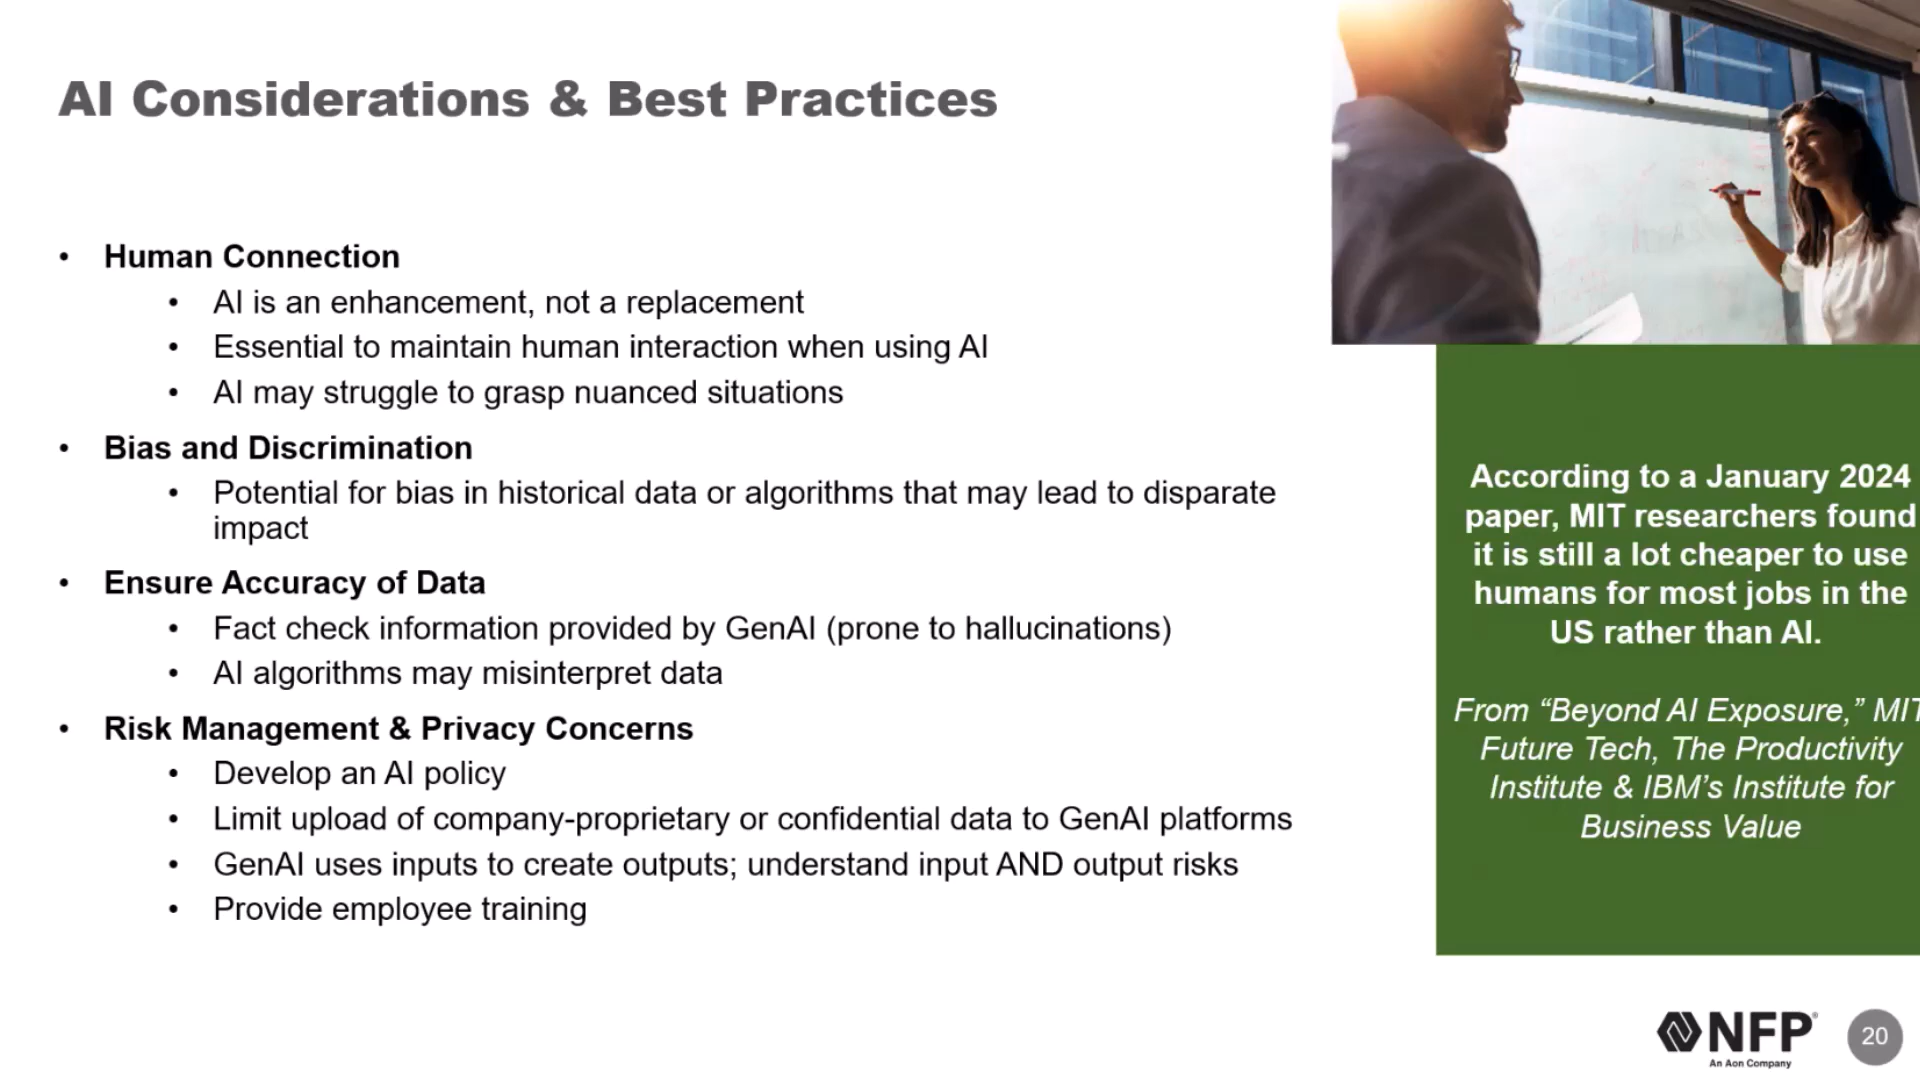 AI Considerations & Best Practices
• Human Connection
• AI is an enhancement, not a replacement
• Essential to maintain human interaction when using AI
• AI may struggle to grasp nuanced situations
• Bias and Discrimination
• Potential for bias in historical data or algorithms that may lead to disparate
impact
• Ensure Accuracy of Data
• Fact check information provided by GenAI (prone to hallucinations)
• AI algorithms may misinterpret data
• Risk Management & Privacy Concerns
• Develop an AI policy
• Limit upload of company-proprietary or confidential data to GenAI platforms
• GenAI uses inputs to create outputs; understand input AND output risks
• Provide employee training
According to a January 2024
paper, MIT researchers found
it is still a lot cheaper to use
humans for most jobs in the
US rather than AI.
From “Beyond AI Exposure,” MIT
Future Tech, The Productivity
Institute & IBM’s Institute for
Business Value
NFP®
An Aon Company
20